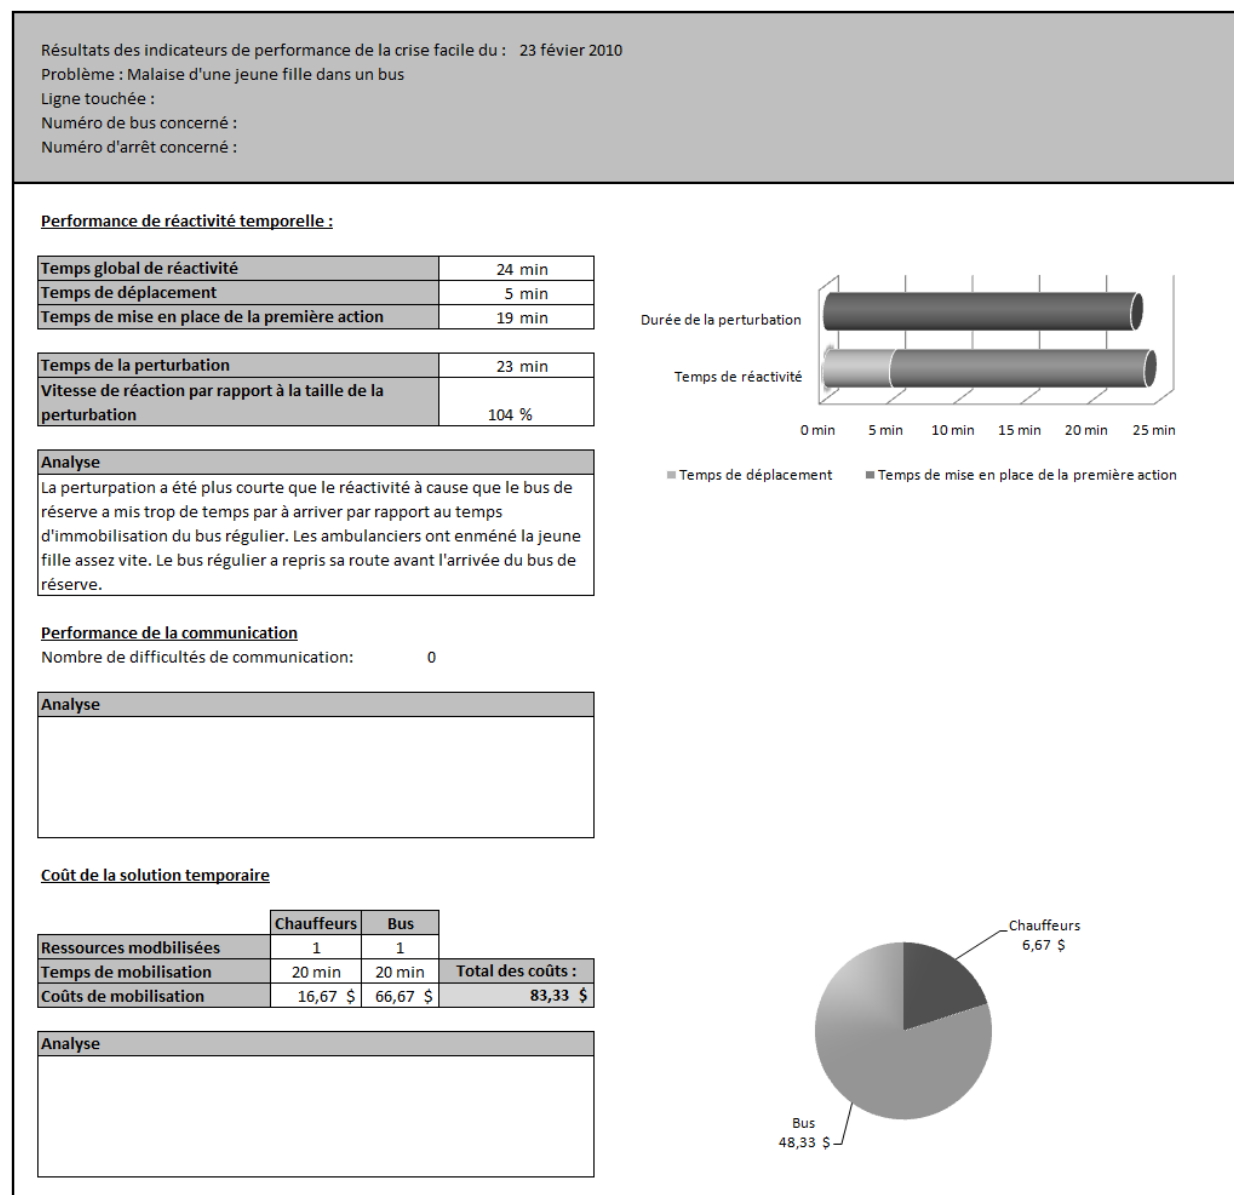 Résultats des indicateurs de performance de la crise facile du : 23 févier 2010
Problème : Malaise d'une jeune fille dans un bus
Ligne touchée :
Numéro de bus concerné :
Numéro d'arrêt concerné :
Performance de réactivité temporelle :
Temps global de réactivité 24 min
Temps de déplacement 5 min
Temps de mise en place de la première action 19 min
Temps de la perturbation 23 min
Vitesse de réaction par rapport à la taille de la
perturbation 104 %
Analyse
La perturpation a été plus courte que le réactivité à cause que le bus de
réserve a mis trop de temps par à arriver par rapport au temps
d'immobilisation du bus régulier. Les ambulanciers ont enméné la jeune
fille assez vite. Le bus régulier a repris sa route avant l'arrivée du bus de
réserve.
Durée de la perturbation
Temps de réactivité
0 min 5 min 10 min 15 min 20 min 25 min
Temps de déplacement Temps de mise en place de la première action
Performance de la communication
Nombre de difficultés de communication: 0
Analyse
Coût de la solution temporaire
Chauffeurs Bus
Ressources modbilisées 1 1
Temps de mobilisation 20 min 20 min Total des coûts :
Coûts de mobilisation 16,67 $ 66,67 $ 83,33 $
Analyse
Chauffeurs
6,67 $
Bus
48,33 $